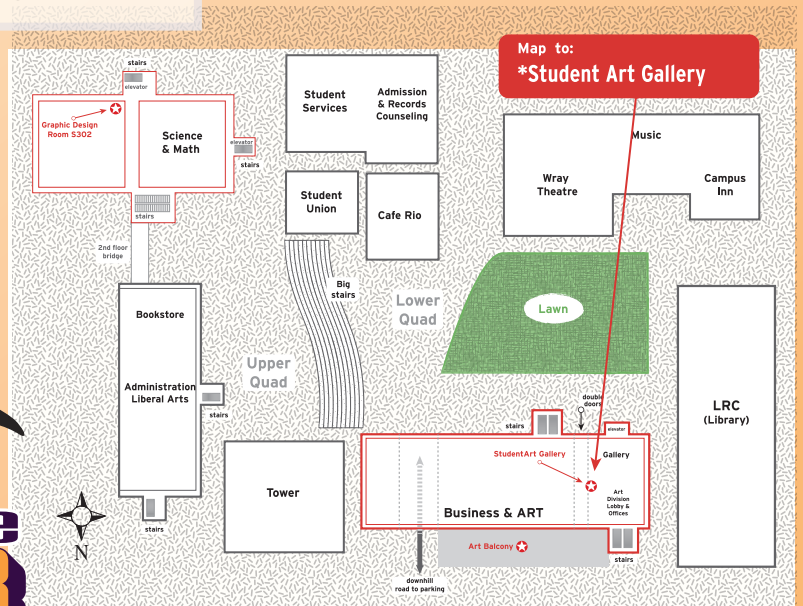 Map to:
*Student Art Gallery
stairs
elevator
Graphic Design
Room S302
Science
& Math
elevator
stairs
stairs
2nd floor
bridge
Student
Services
Admission
& Records
Counseling
Student
Union
Cafe Rio
Music
Wray
Theatre
Campus
Inn
Big
stairs
Lower
Quad
Lawn
Upper
Quad
Bookstore
Administration
Liberal Arts
stairs
stairs
Tower
LRC
(Library)
double
doors
stairs
elevator
StudentArt Gallery
Gallery
Art
Division
Lobby &
Offices
Business & ART
Art Balcony
stairs
downhill
road to parking
N